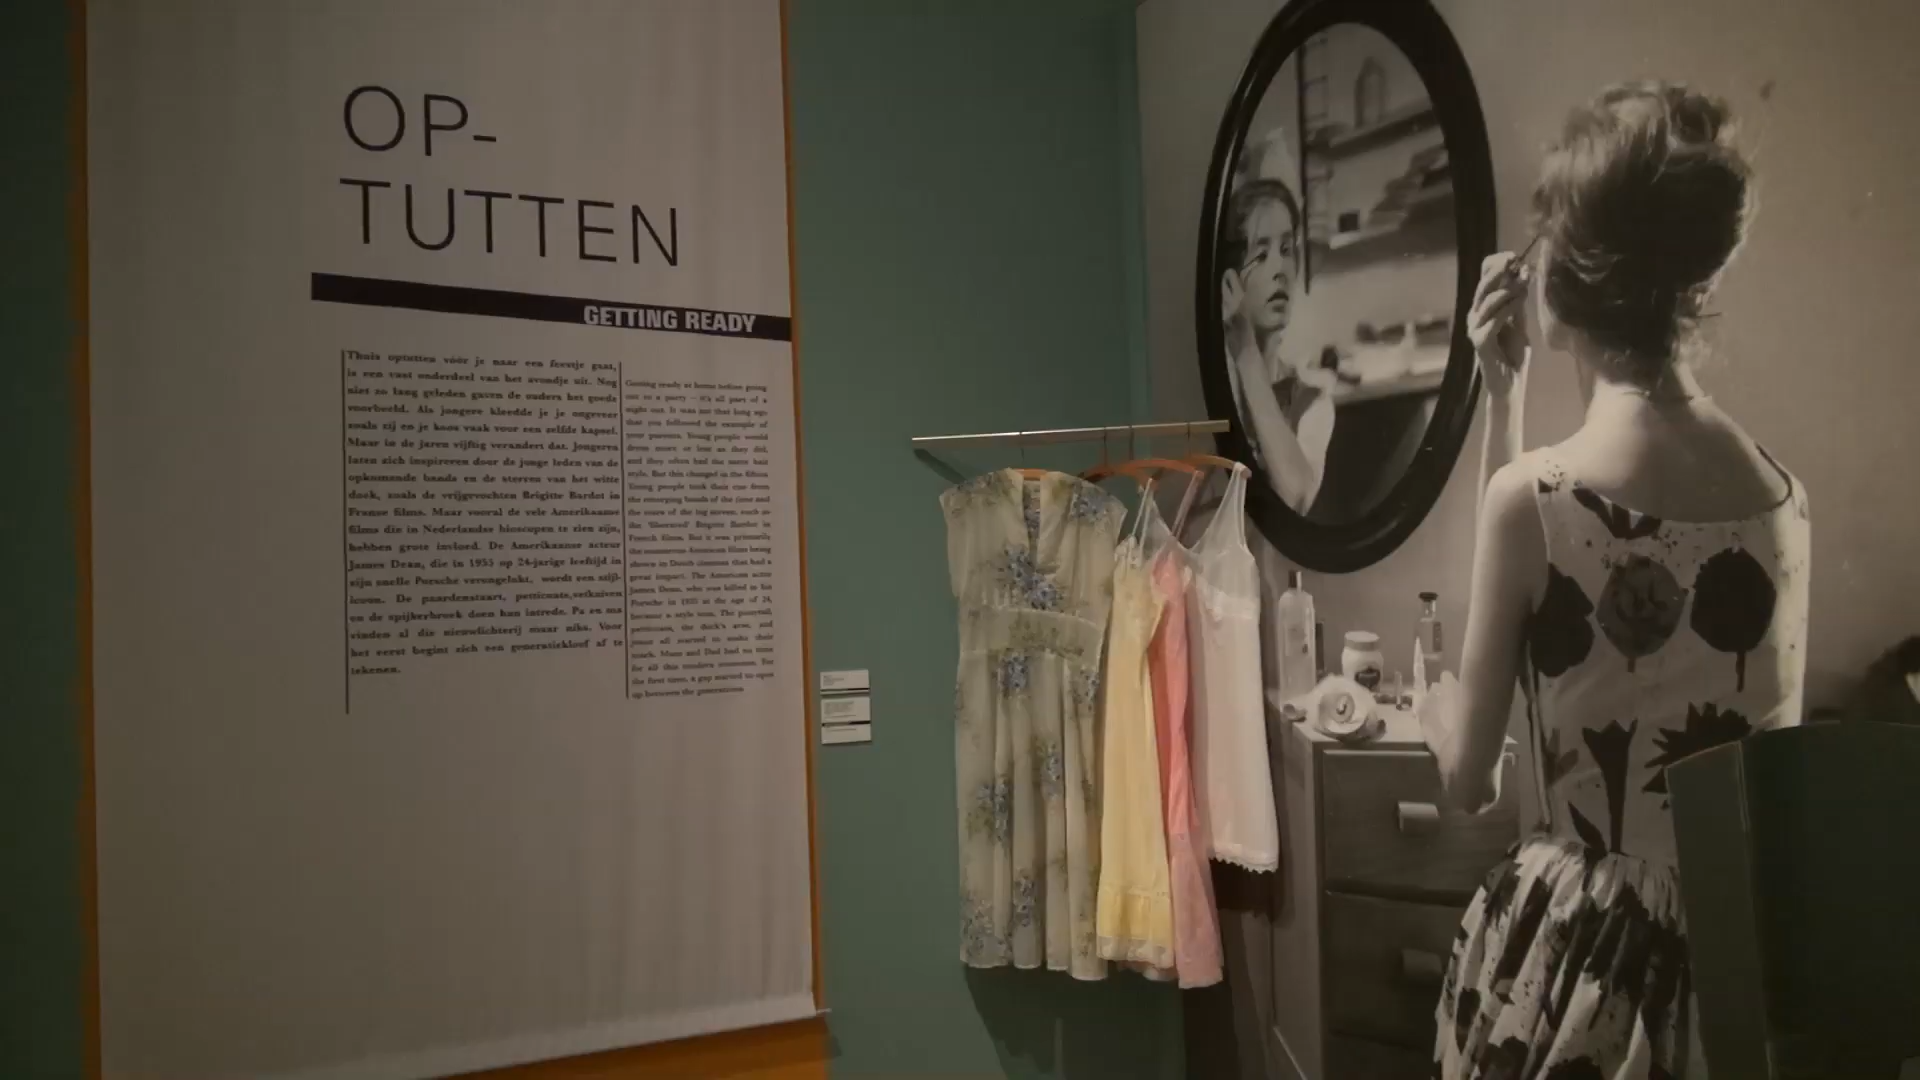 OP-
TUTTEN
GETTING READY
Thuis optutten vóór je naar een feestje gaat,
is een vast onderdeel van het avondje uit. Nog
niet zo lang geleden gaven de ouders het goede
voorbeeld. Als jongere kleedde je je ongeveer
zoals zij en je koos vaak voor een zelfde kapsel.
Maar in de jaren vijftig verandert dat. Jongeren
laten zich inspireren door de jonge leden van de
opkomende bands en de sterren van het witte
doek, zoals de vrijgevochten Brigitte Bardot in
Franse films. Maar vooral de vele Amerikaanse
films die in Nederlandse bioscopen te zien zijn,
hebben grote invloed. De Amerikaanse acteur
James Dean, die in 1955 op 24-jarige leeftijd in
zijn snelle Porsche verongelukt, wordt een stijl-
icoon. De paardenstaart, petticoats, vetkuiven
en de spijkerbroek doen hun intrede. Pa en ma
vinden al die nieuwlichterij maar niks. Voor
het eerst begint zich een generatiekloof af te
tekenen.
Getting ready at home before going
out to a party – it's all part of a
night out. It was not that long ago
that you followed the example of
your parents. Young people would
dress more or less as they did,
and they often had the same hair
style. But this changed in the fifties.
Young people took their cue from
the emerging bands of the time and
the stars of the big screen, such as
the 'liberated' Brigitte Bardot in
French films. But it was primarily
the numerous American films being
shown in Dutch cinemas that had a
great impact. The American actor
James Dean, who was killed in his
Porsche in 1955 at the age of 24,
became a style icon. The ponytail,
petticoats, the duck's arse, and
jeans all started to make their
mark. Mum and Dad had no time
for all this modern nonsense. For
the first time, a gap started to open
up between the generations